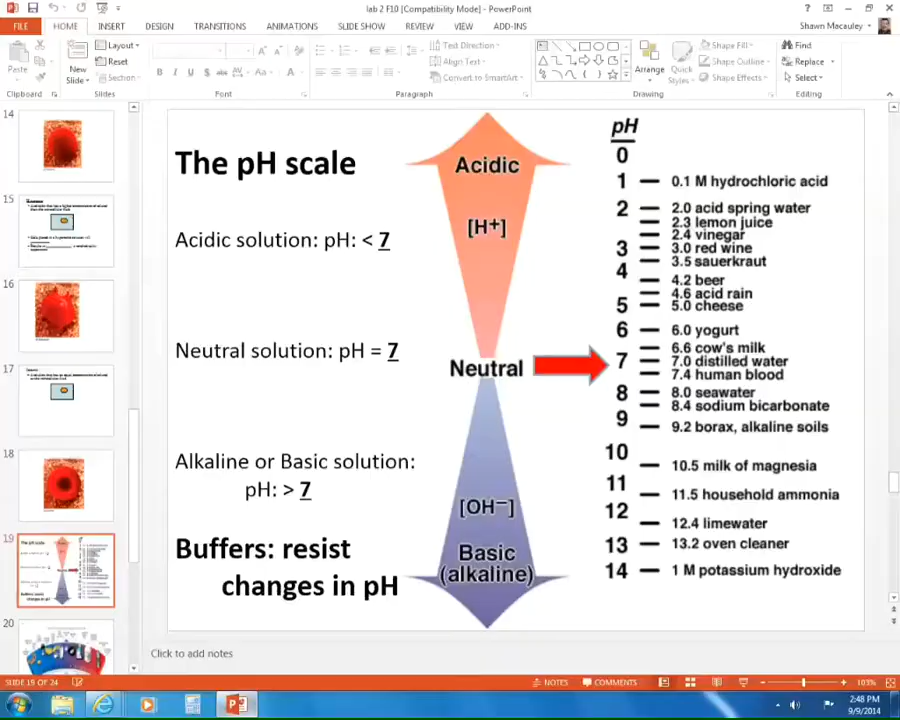 lab 2 F10 [Compatibility Mode] - PowerPoint
FILE HOME INSERT DESIGN TRANSITIONS ANIMATIONS SLIDE SHOW REVIEW VIEW ADD-INS
Shawn Macauley
Paste
Clipboard
New
Slide
Layout
Reset
Section
Slides
Font
Text Direction
Align Text
Convert to SmartArt
Paragraph
Arrange
Quick
Styles
Shape Fill
Shape Outline
Shape Effects
Drawing
Find
Replace
Select
Editing
14
15
16
17
18
19
20
The pH scale
Acidic solution: pH: < 7
Neutral solution: pH = 7
Alkaline or Basic solution:
pH: > 7
Buffers: resist
changes in pH
Acidic
[H+]
Neutral
[OH−]
Basic
(alkaline)
pH
0
1 — 0.1 M hydrochloric acid
2 — 2.0 acid spring water
— 2.3 lemon juice
— 2.4 vinegar
3 — 3.0 red wine
— 3.5 sauerkraut
4
— 4.2 beer
— 4.6 acid rain
5 — 5.0 cheese
6 — 6.0 yogurt
— 6.6 cow's milk
7 — 7.0 distilled water
— 7.4 human blood
8 — 8.0 seawater
— 8.4 sodium bicarbonate
9
— 9.2 borax, alkaline soils
10
— 10.5 milk of magnesia
11
— 11.5 household ammonia
12
— 12.4 limewater
13 — 13.2 oven cleaner
14 — 1 M potassium hydroxide
Click to add notes
SLIDE 19 OF 24
NOTES
COMMENTS
103%
2:48 PM
9/9/2014